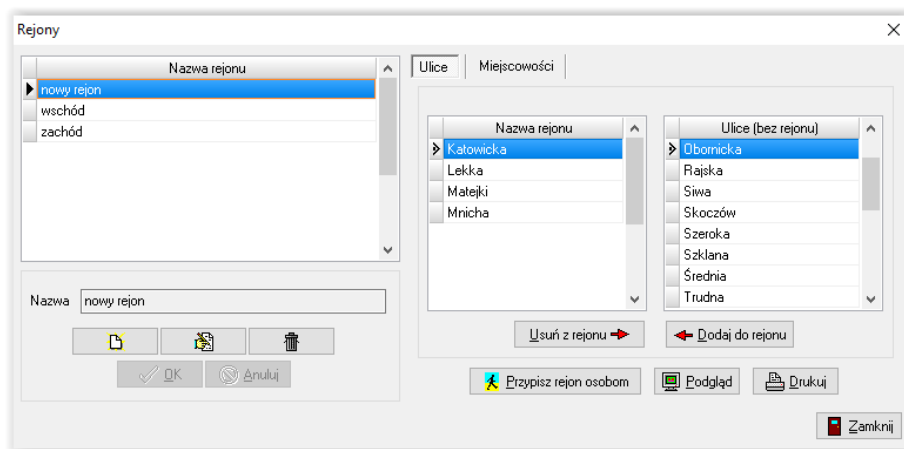 Rejony
Nazwa rejonu
nowy rejon
wschód
zachód
Nazwa nowy rejon
OK Anuluj
Ulice Miejscowości
Nazwa rejonu
Katowicka
Lekka
Matejki
Mnicha
Ulice (bez rejonu)
Obornicka
Rajska
Siwa
Skoczów
Szeroka
Szklana
Średnia
Trudna
Usuń z rejonu Dodaj do rejonu
Przypisz rejon osobom Podgląd Drukuj
Zamknij